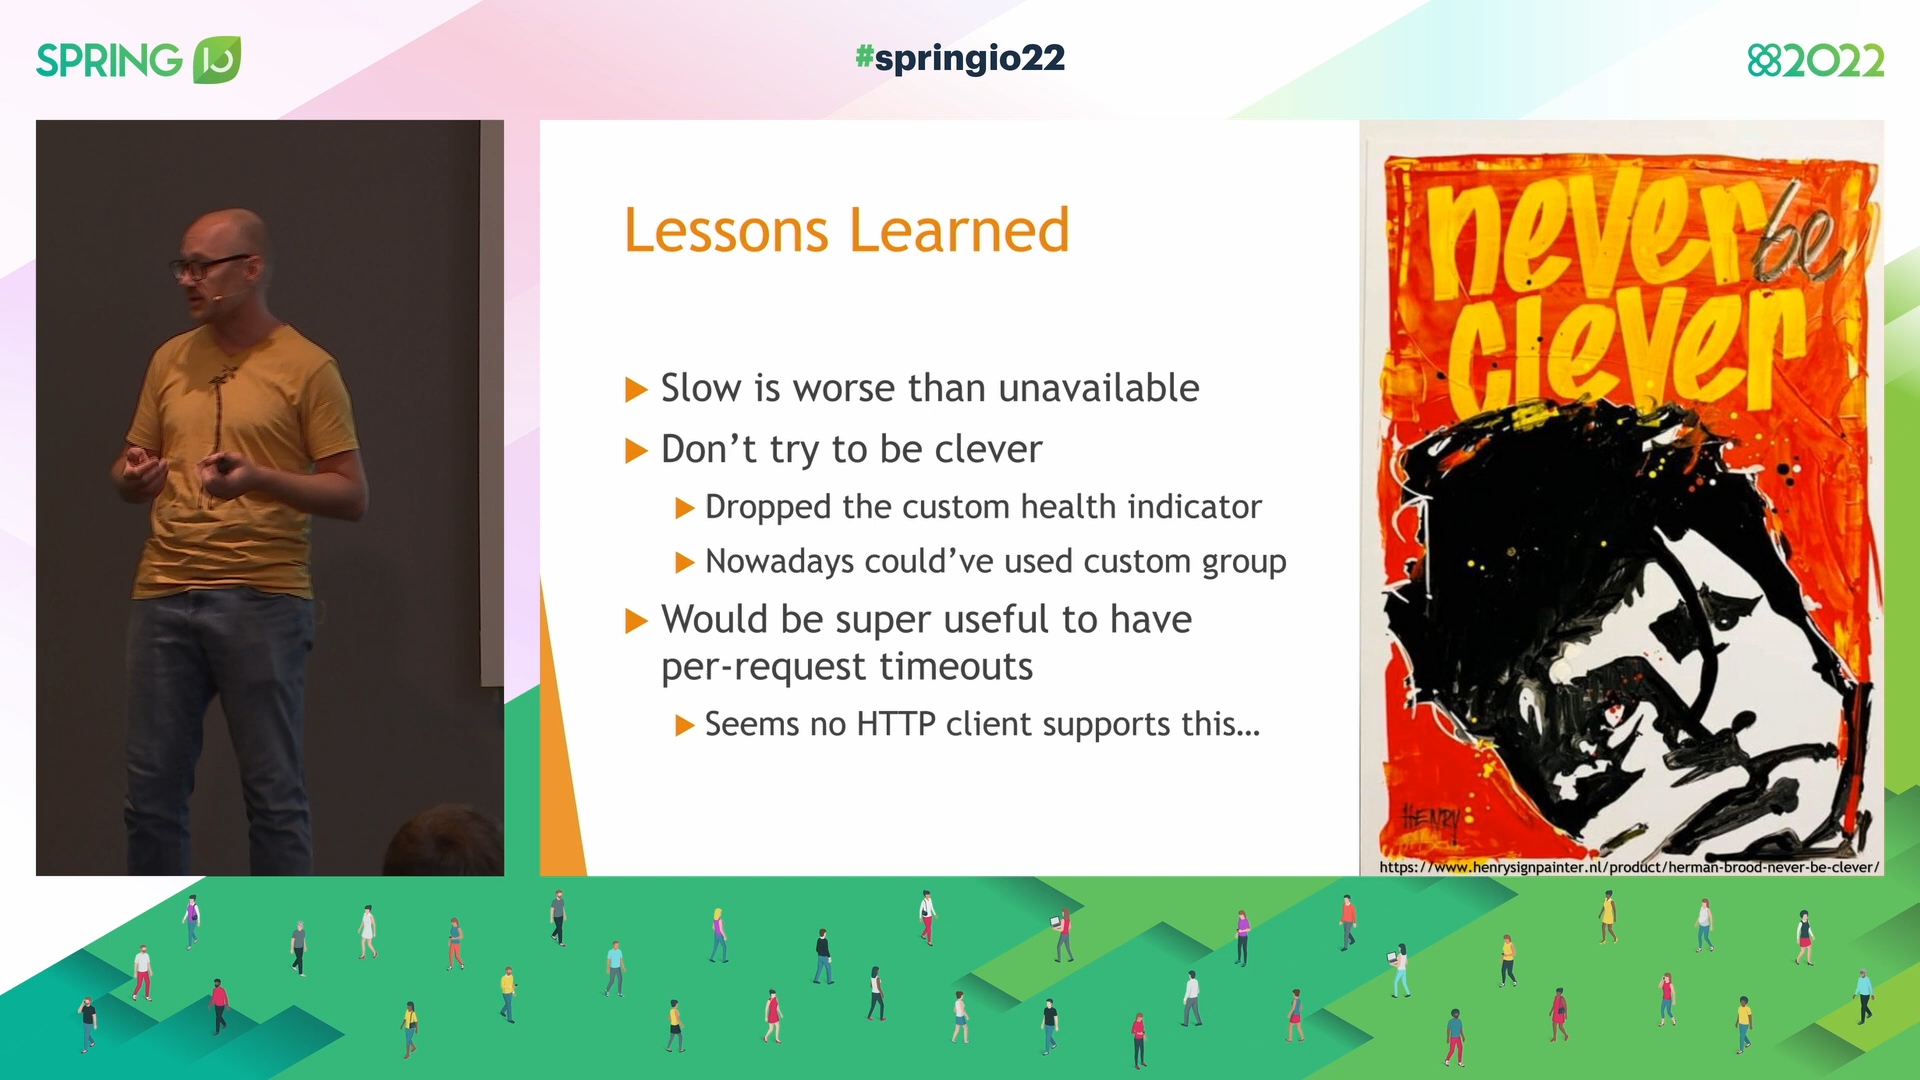 SPRING IO
#springio22
2022
Lessons Learned
Slow is worse than unavailable
Don’t try to be clever
Dropped the custom health indicator
Nowadays could’ve used custom group
Would be super useful to have
per-request timeouts
Seems no HTTP client supports this…
never be
clever
HENRY
https://www.henrysignpainter.nl/product/herman-brood-never-be-clever/